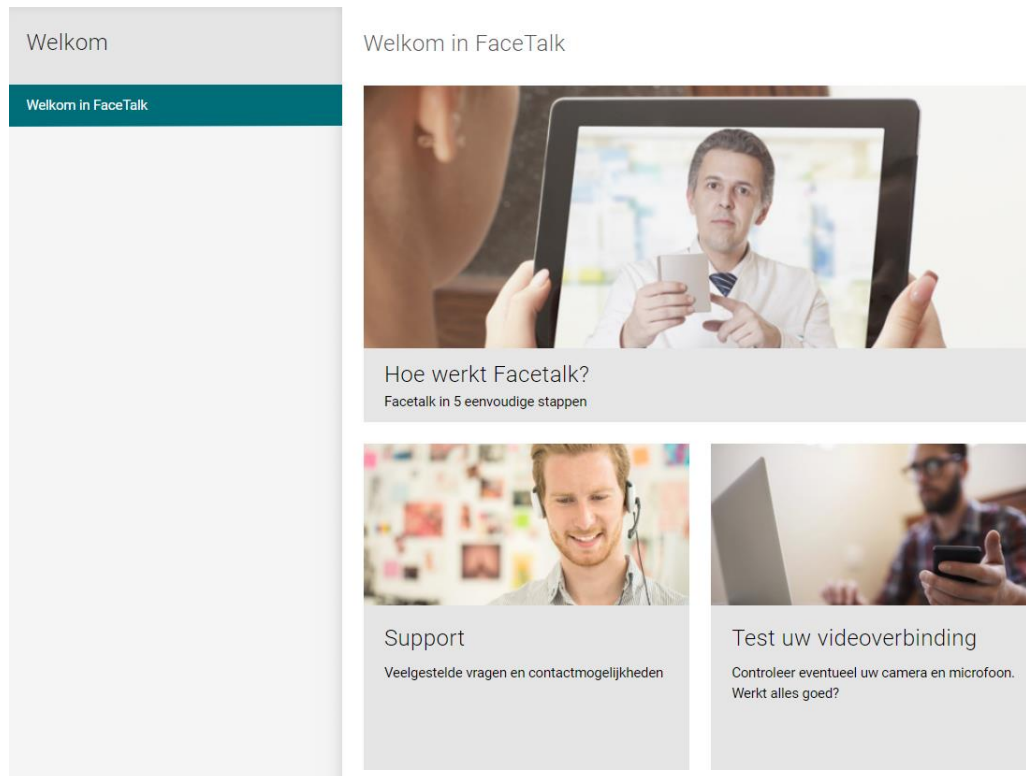 Welkom
Welkom in FaceTalk
Welkom in FaceTalk
Hoe werkt Facetalk?
Facetalk in 5 eenvoudige stappen
Support
Veelgestelde vragen en contactmogelijkheden
Test uw videoverbinding
Controleer eventueel uw camera en microfoon.
Werkt alles goed?